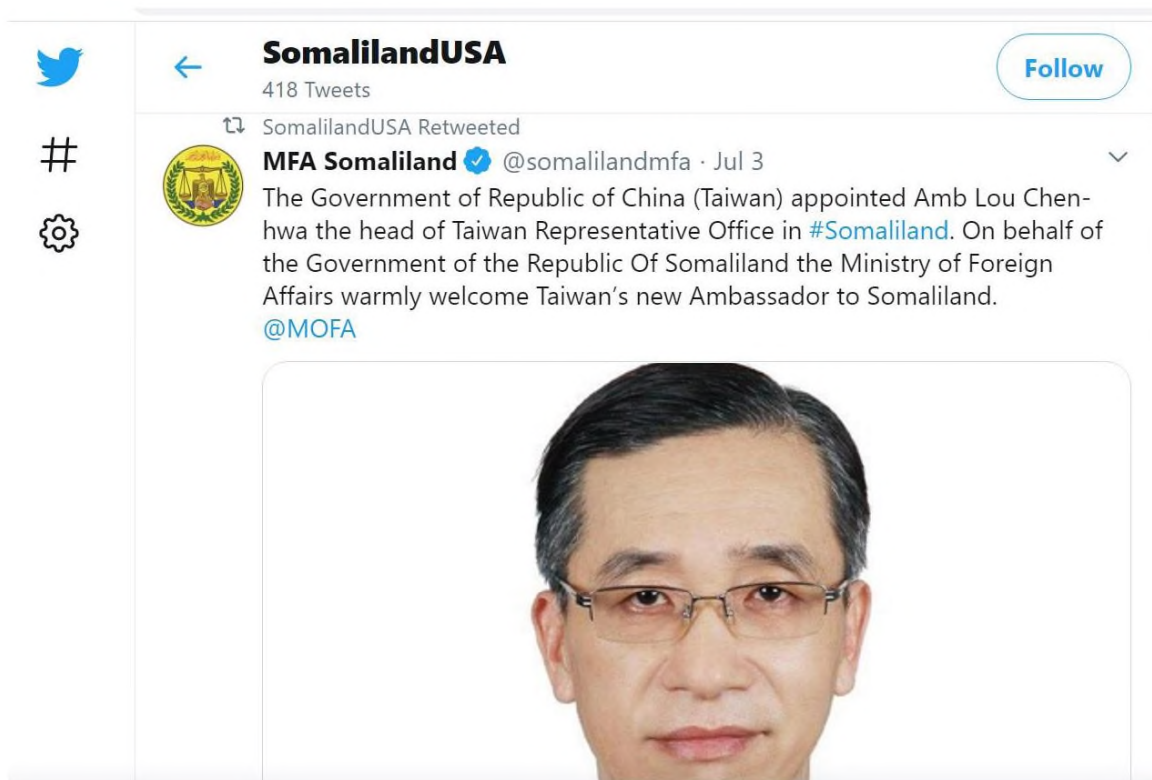 SomalilandUSA
418 Tweets
Follow
SomalilandUSA Retweeted
MFA Somaliland @somalilandmfa · Jul 3
The Government of Republic of China (Taiwan) appointed Amb Lou Chen-
hwa the head of Taiwan Representative Office in #Somaliland. On behalf of
the Government of the Republic Of Somaliland the Ministry of Foreign
Affairs warmly welcome Taiwan’s new Ambassador to Somaliland.
@MOFA